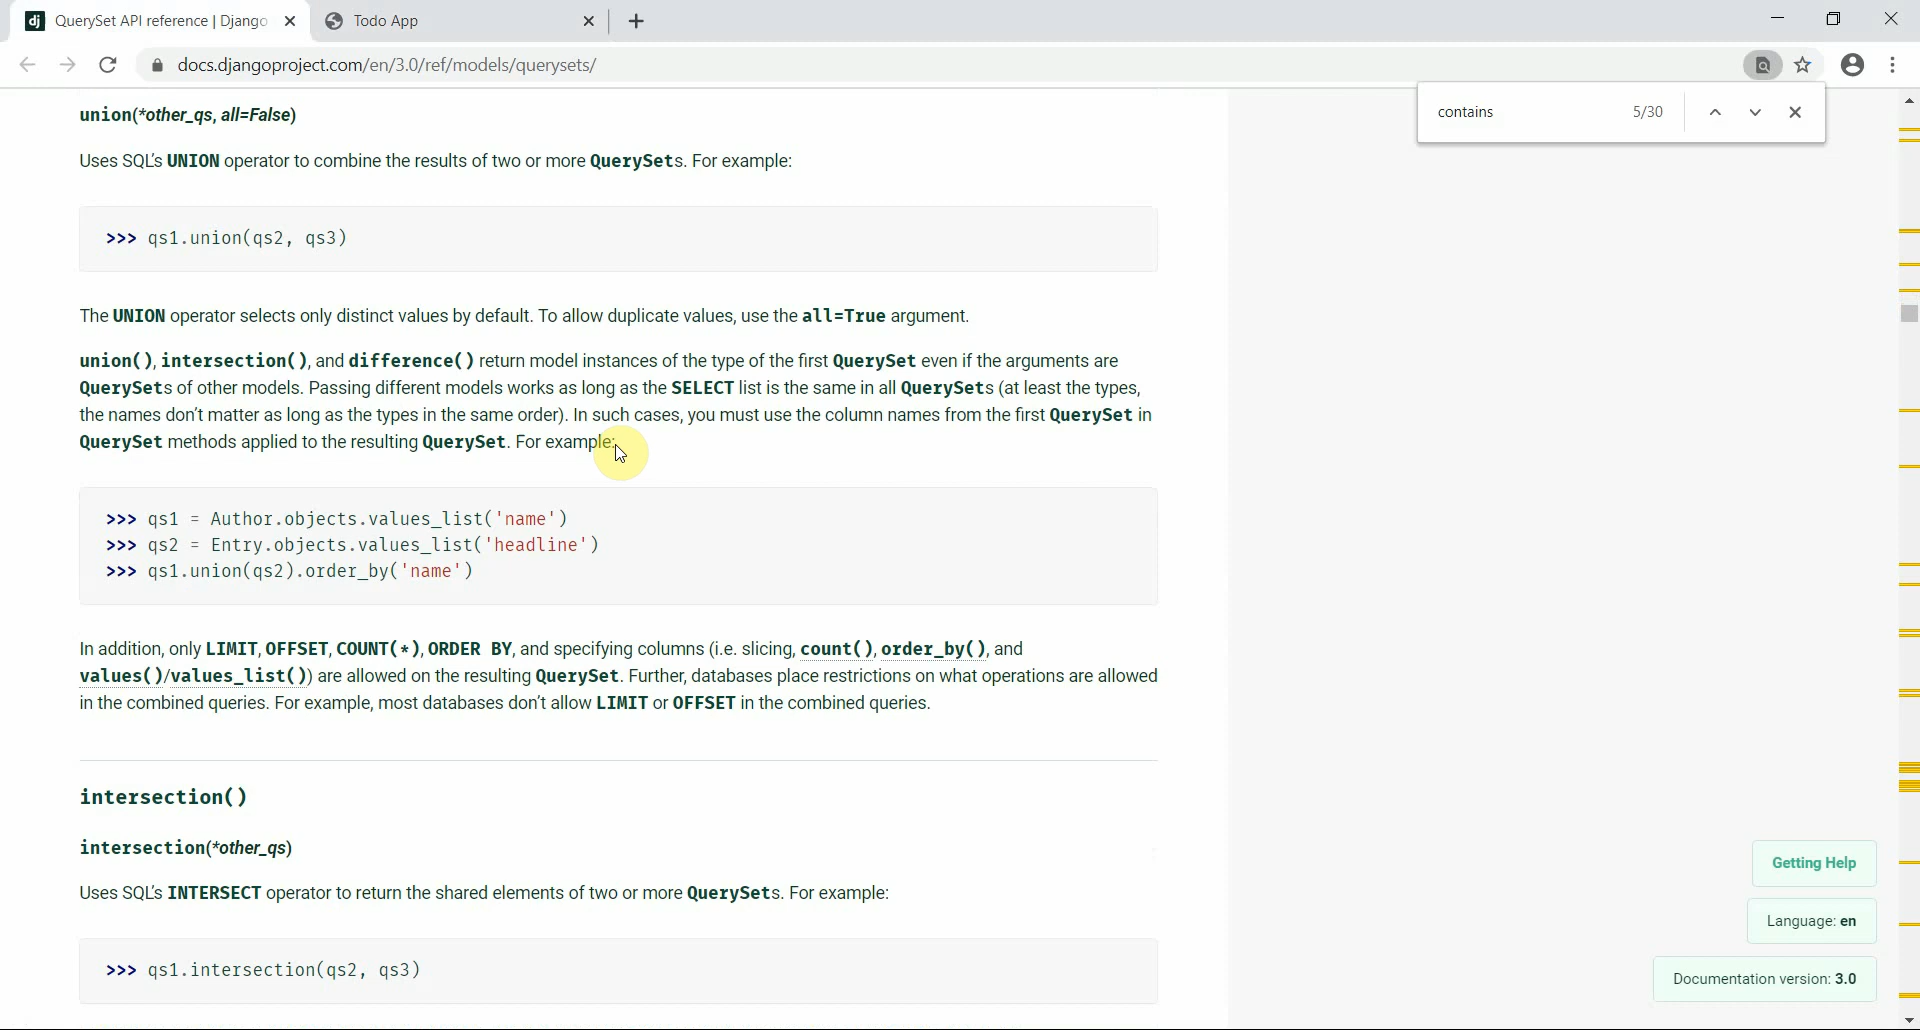 QuerySet API reference | Django
Todo App
docs.djangoproject.com/en/3.0/ref/models/querysets/
contains 5/30
union(*other_qs, all=False)
Uses SQL's UNION operator to combine the results of two or more QuerySets. For example:
>>> qs1.union(qs2, qs3)
The UNION operator selects only distinct values by default. To allow duplicate values, use the all=True argument.
union(), intersection(), and difference() return model instances of the type of the first QuerySet even if the arguments are
QuerySets of other models. Passing different models works as long as the SELECT list is the same in all QuerySets (at least the types,
the names don't matter as long as the types in the same order). In such cases, you must use the column names from the first QuerySet in
QuerySet methods applied to the resulting QuerySet. For example:
>>> qs1 = Author.objects.values_list('name')
>>> qs2 = Entry.objects.values_list('headline')
>>> qs1.union(qs2).order_by('name')
In addition, only LIMIT, OFFSET, COUNT(*), ORDER BY, and specifying columns (i.e. slicing, count(), order_by(), and
values()/values_list()) are allowed on the resulting QuerySet. Further, databases place restrictions on what operations are allowed
in the combined queries. For example, most databases don't allow LIMIT or OFFSET in the combined queries.
intersection()
intersection(*other_qs)
Uses SQL's INTERSECT operator to return the shared elements of two or more QuerySets. For example:
>>> qs1.intersection(qs2, qs3)
Getting Help
Language: en
Documentation version: 3.0